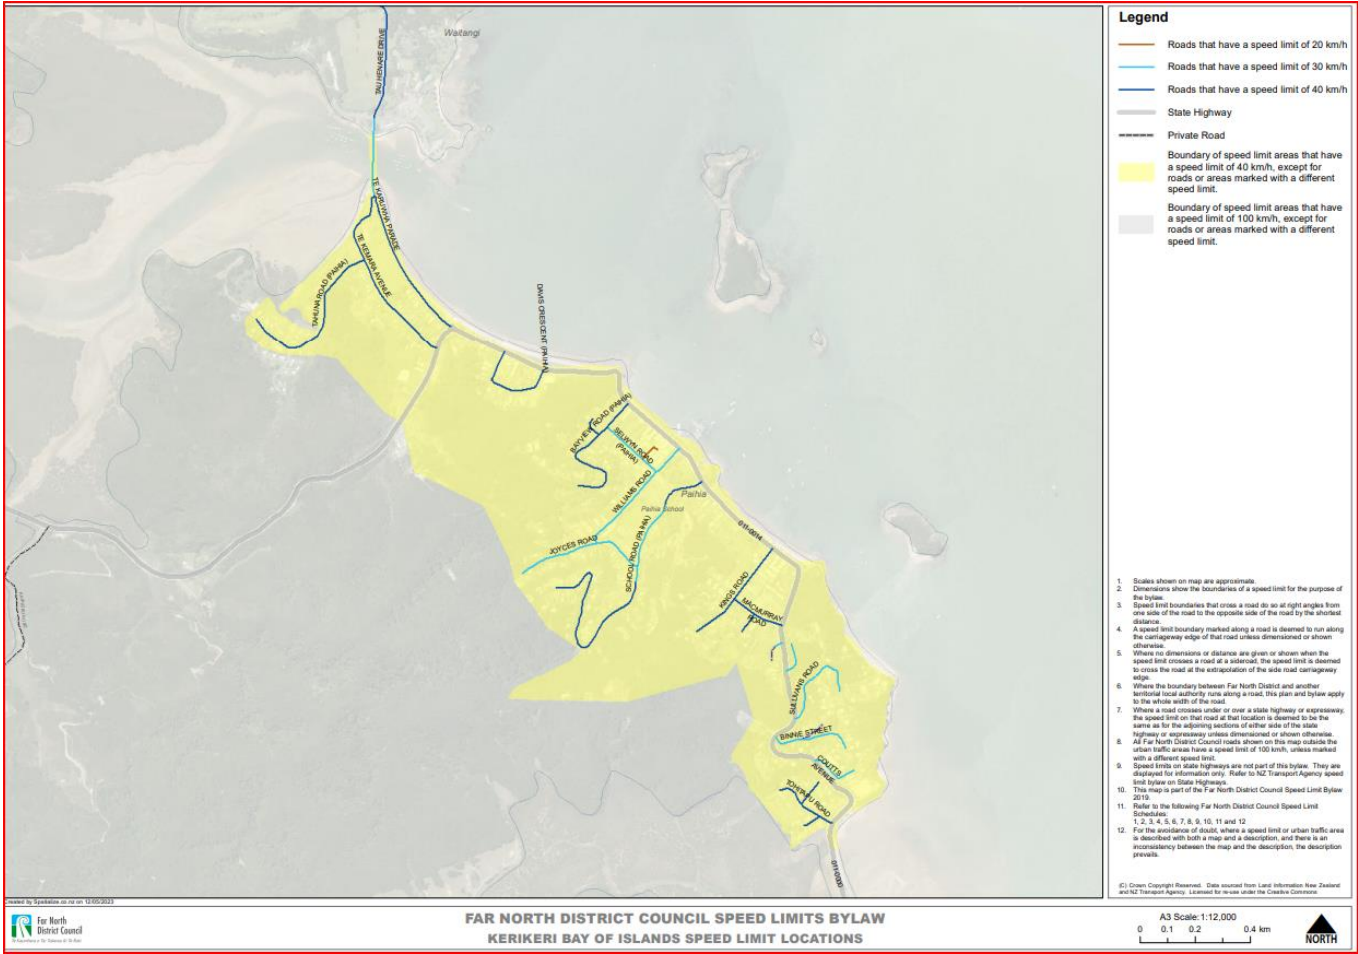 Waitangi
TAU HENARE DRIVE
TE KARUWHA PARADE
TE KEMARA AVENUE
TAHUNA ROAD (PAIHIA)
DAVIS CRESCENT (PAIHIA)
BAYVIEW ROAD (PAIHIA)
SELWYN ROAD
(PAIHIA)
WILLIAMS ROAD
Paihia
Paihia School
011-0014
JOYCES ROAD
SCHOOL ROAD (PAIHIA)
KINGS ROAD
MACMURRAY
ROAD
SULLIVANS ROAD
BINNIE STREET
COUTTS
AVENUE
TOHITAPU ROAD
011-0000
Legend
Roads that have a speed limit of 20 km/h
Roads that have a speed limit of 30 km/h
Roads that have a speed limit of 40 km/h
State Highway
Private Road
Boundary of speed limit areas that have
a speed limit of 40 km/h, except for
roads or areas marked with a different
speed limit.
Boundary of speed limit areas that have
a speed limit of 100 km/h, except for
roads or areas marked with a different
speed limit.
1. Scales shown on map are approximate.
2. Dimensions show the boundaries of a speed limit for the purpose of
the bylaw.
3. Speed limit boundaries that cross a road do so at right angles from
one side of the road to the opposite side of the road by the shortest
distance.
4. A speed limit boundary marked along a road is deemed to run along
the carriageway edge of that road unless dimensioned or shown
otherwise.
5. Where no dimensions or distance are given or shown when the
speed limit crosses a road at a sideroad, the speed limit is deemed
to cross the road at the extrapolation of the side road carriageway
edge.
6. Where the boundary between Far North District and another
territorial local authority runs along a road, this plan and bylaw apply
to the whole width of the road.
7. Where a road crosses under or over a state highway or expressway,
the speed limit on that road at that location is deemed to be the
same as for the adjoining sections of either side of the state
highway or expressway unless dimensioned or shown otherwise.
8. All Far North District Council roads shown on this map outside the
urban traffic areas have a speed limit of 100 km/h, unless marked
with a different speed limit.
9. Speed limits on state highways are not part of this bylaw. They are
displayed for information only. Refer to NZ Transport Agency speed
limit bylaw on State Highways.
10. This map is part of the Far North District Council Speed Limit Bylaw
2019.
11. Refer to the following Far North District Council Speed Limit
Schedules:
1, 2, 3, 4, 5, 6, 7, 8, 9, 10, 11 and 12
12. For the avoidance of doubt, where a speed limit or urban traffic area
is described with both a map and a description, and there is an
inconsistency between the map and the description, the description
prevails.
(C) Crown Copyright Reserved. Data sourced from Land Information New Zealand
and NZ Transport Agency. Licensed for re-use under the Creative Commons
Created by Spatialize.co.nz on 12/05/2023
Far North
District Council
FAR NORTH DISTRICT COUNCIL SPEED LIMITS BYLAW
KERIKERI BAY OF ISLANDS SPEED LIMIT LOCATIONS
A3 Scale:1:12,000
0 0.1 0.2 0.4 km
NORTH